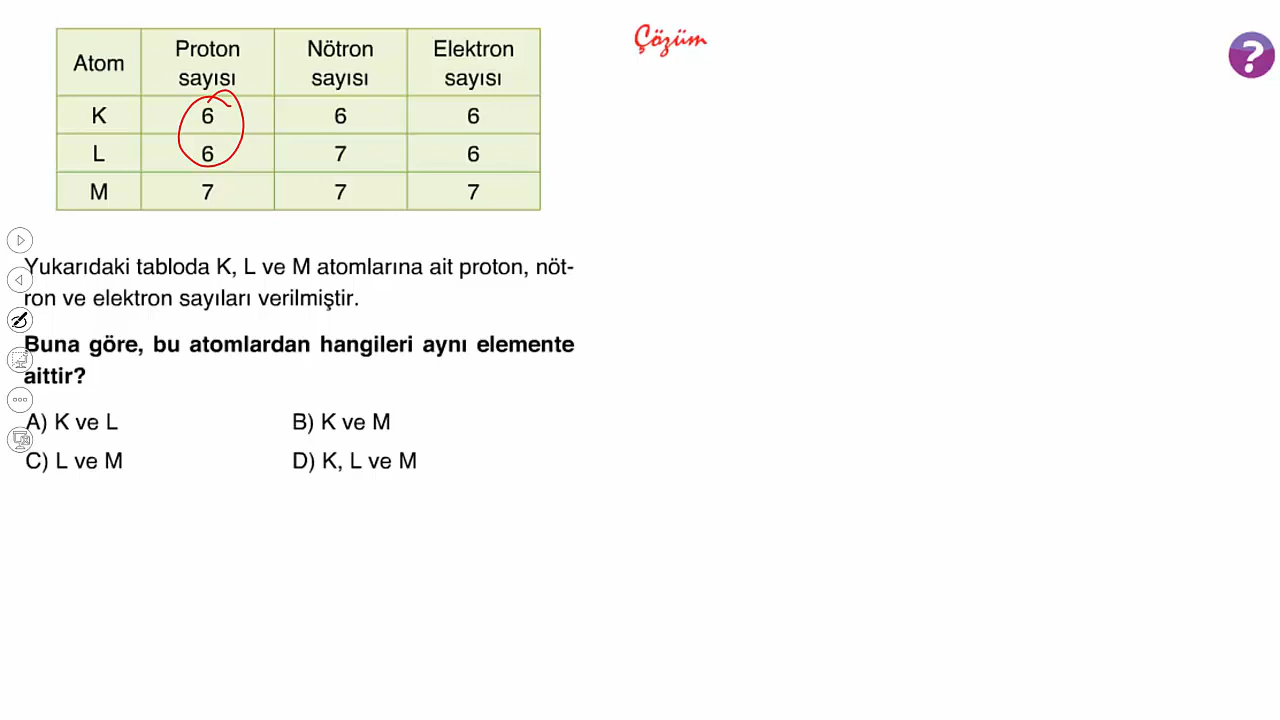 Atom Proton sayısı Nötron sayısı Elektron sayısı
K 6 6 6
L 6 7 6
M 7 7 7
Yukarıdaki tabloda K, L ve M atomlarına ait proton, nöt-
ron ve elektron sayıları verilmiştir.
Buna göre, bu atomlardan hangileri aynı elemente
aittir?
A) K ve L B) K ve M
C) L ve M D) K, L ve M
Çözüm
?